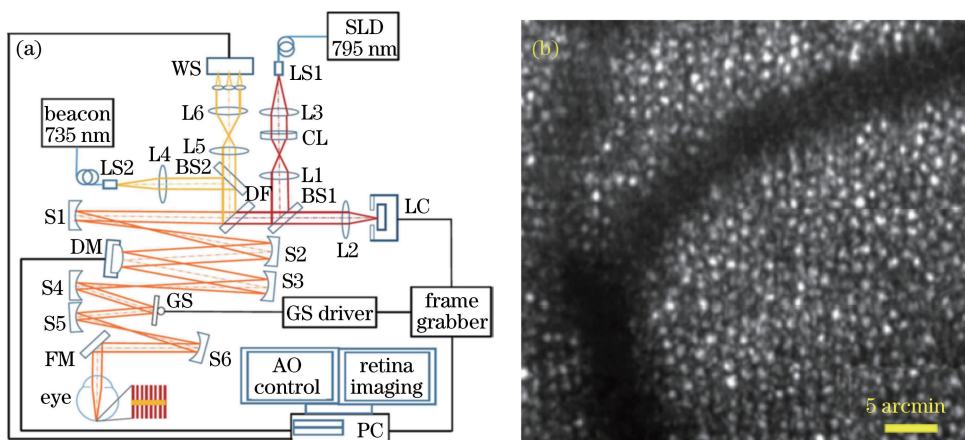 (a)
SLD
795 nm
WS
LS1
beacon
735 nm
L6
L3
CL
L5
L4
BS2
LS2
L1
DF
BS1
LC
S1
L2
DM
S2
S3
S4
GS
GS driver
frame
grabber
S5
FM
S6
AO
control
retina
imaging
eye
PC
(b)
5 arcmin